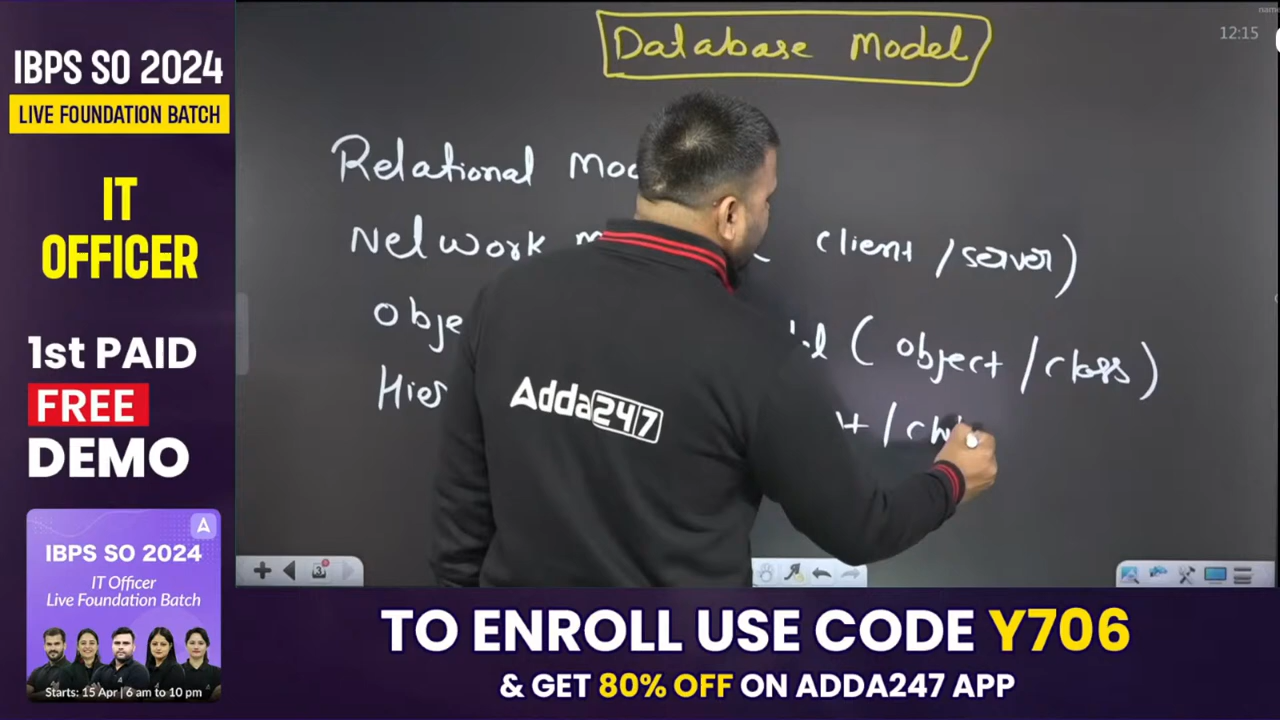 IBPS SO 2024
LIVE FOUNDATION BATCH
IT
OFFICER
1st PAID
FREE
DEMO
A
IBPS SO 2024
IT Officer
Live Foundation Batch
Starts: 15 Apr | 6 am to 10 pm
name
12:15
Database Model
Relational
Network client / server)
( object / class)
Adda247
3
TO ENROLL USE CODE Y706
& GET 80% OFF ON ADDA247 APP